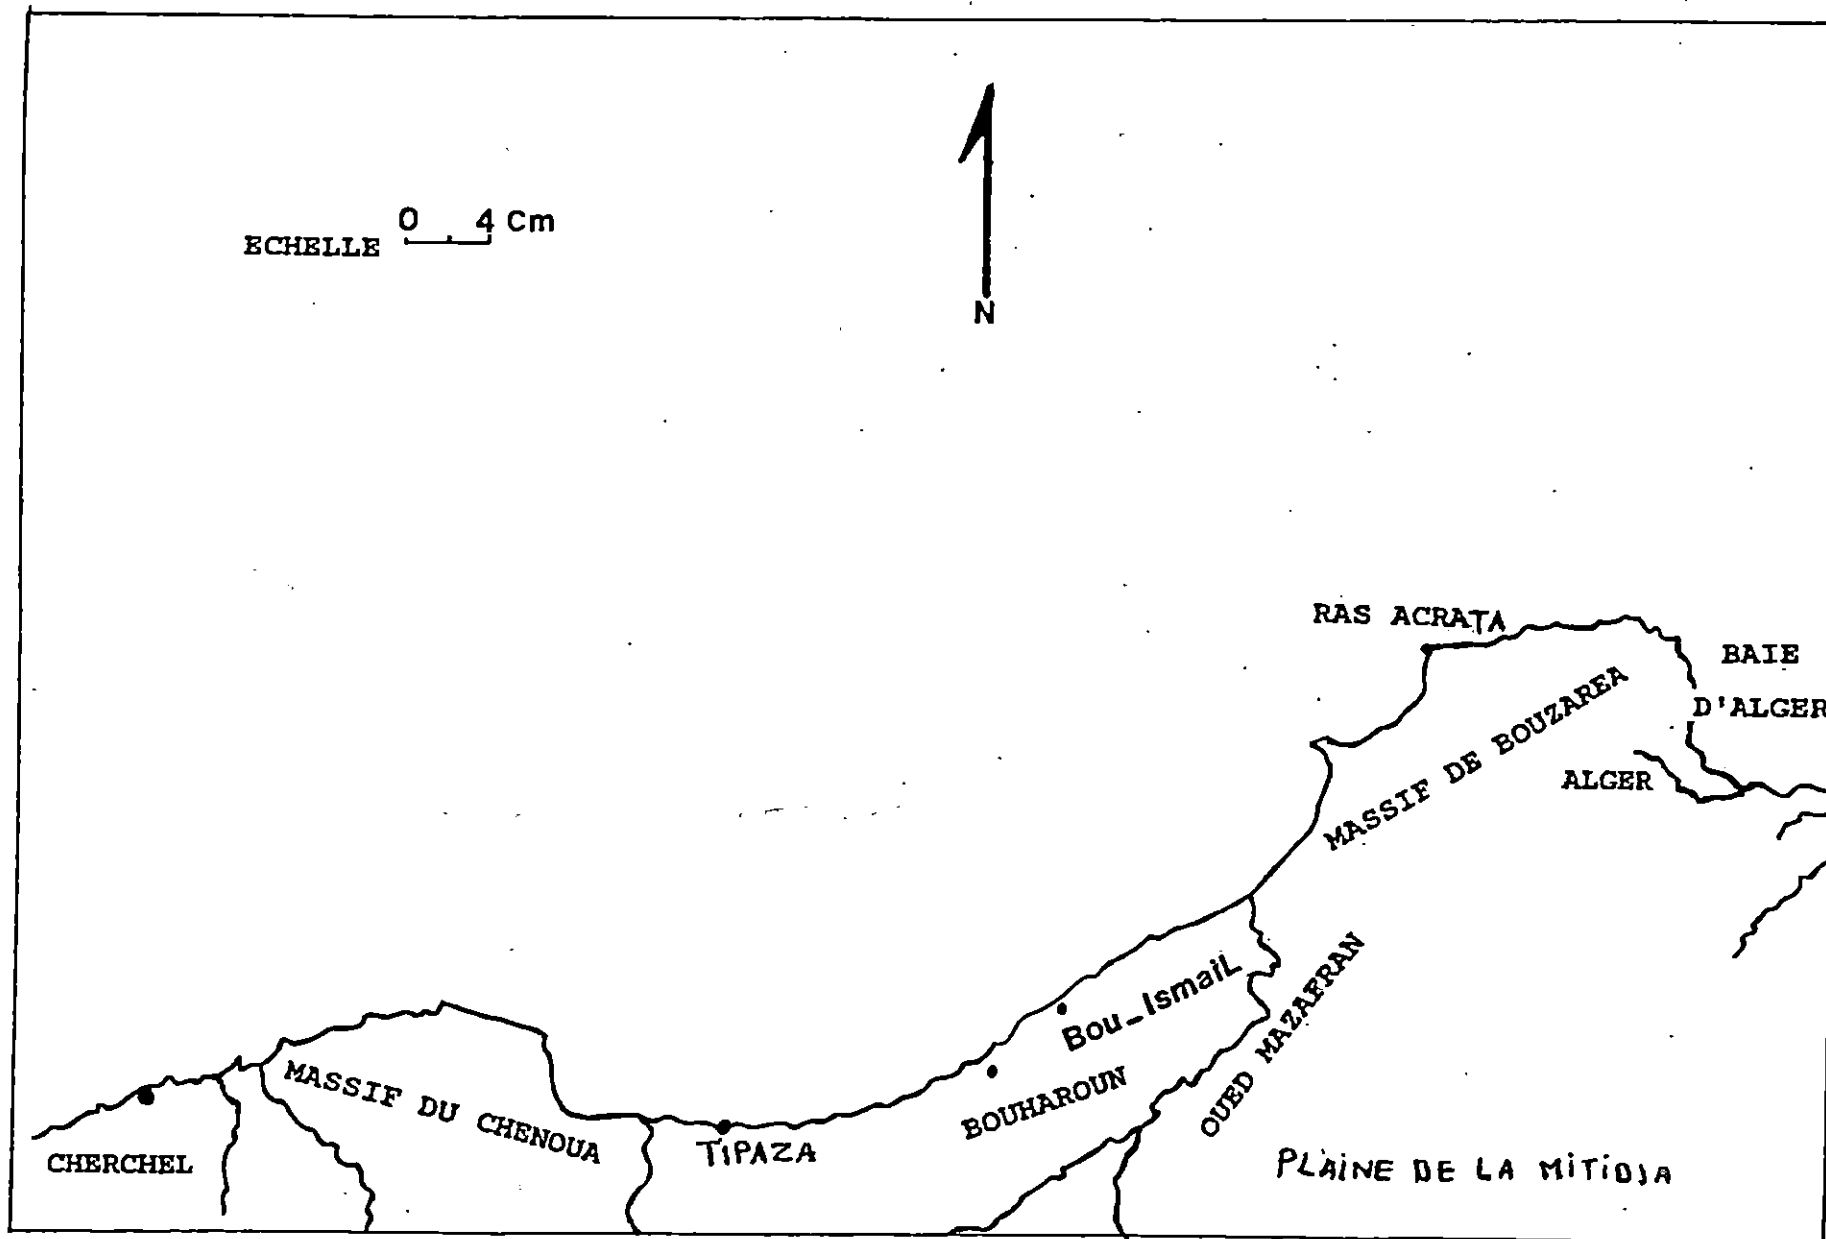 0 4 Cm
ECHELLE
N
RAS ACRATA
BAIE
D'ALGER
MASSIF DE BOUZAREA
ALGER
Bou_IsmaiL
OUED MAZAFRAN
MASSIF DU CHENOUA
BOUHAROUN
TIPAZA
CHERCHEL
PLAINE DE LA MITIDJA